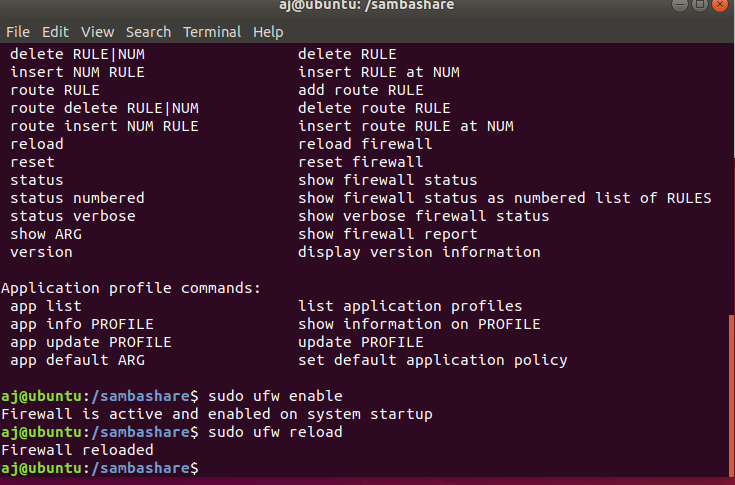 aj@ubuntu: /sambashare
File Edit View Search Terminal Help
delete RULE|NUM delete RULE
insert NUM RULE insert RULE at NUM
route RULE add route RULE
route delete RULE|NUM delete route RULE
route insert NUM RULE insert route RULE at NUM
reload reload firewall
reset reset firewall
status show firewall status
status numbered show firewall status as numbered list of RULES
status verbose show verbose firewall status
show ARG show firewall report
version display version information
Application profile commands:
app list list application profiles
app info PROFILE show information on PROFILE
app update PROFILE update PROFILE
app default ARG set default application policy
aj@ubuntu:/sambashare$ sudo ufw enable
Firewall is active and enabled on system startup
aj@ubuntu:/sambashare$ sudo ufw reload
Firewall reloaded
aj@ubuntu:/sambashare$